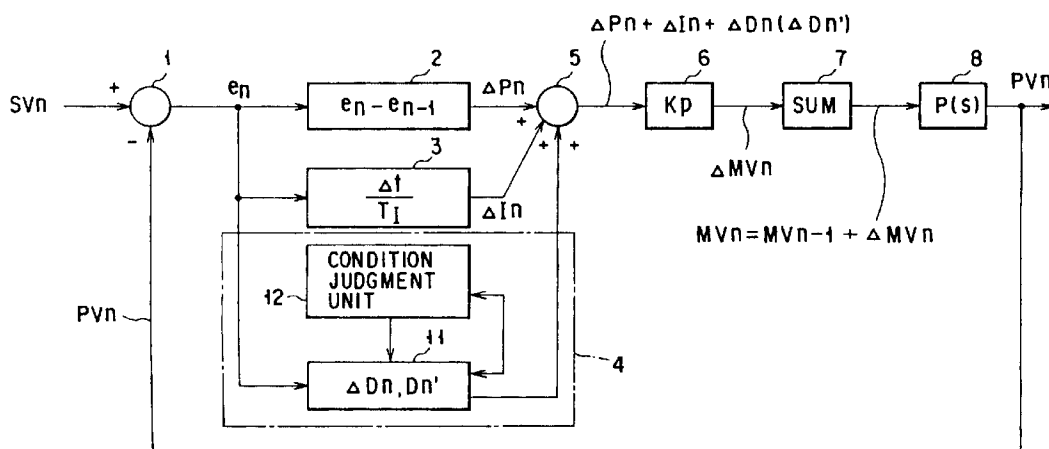 ΔPn + ΔIn + ΔDn(ΔDn')
1
2
5
6
7
8
SVn
+
-
en
en - en-1
ΔPn
+
+
+
Kp
SUM
P(s)
PVn
3
Δt
TI
ΔIn
ΔMVn
MVn=MVn-1 + ΔMVn
CONDITION
JUDGMENT
UNIT
12
PVn
11
4
ΔDn, Dn'